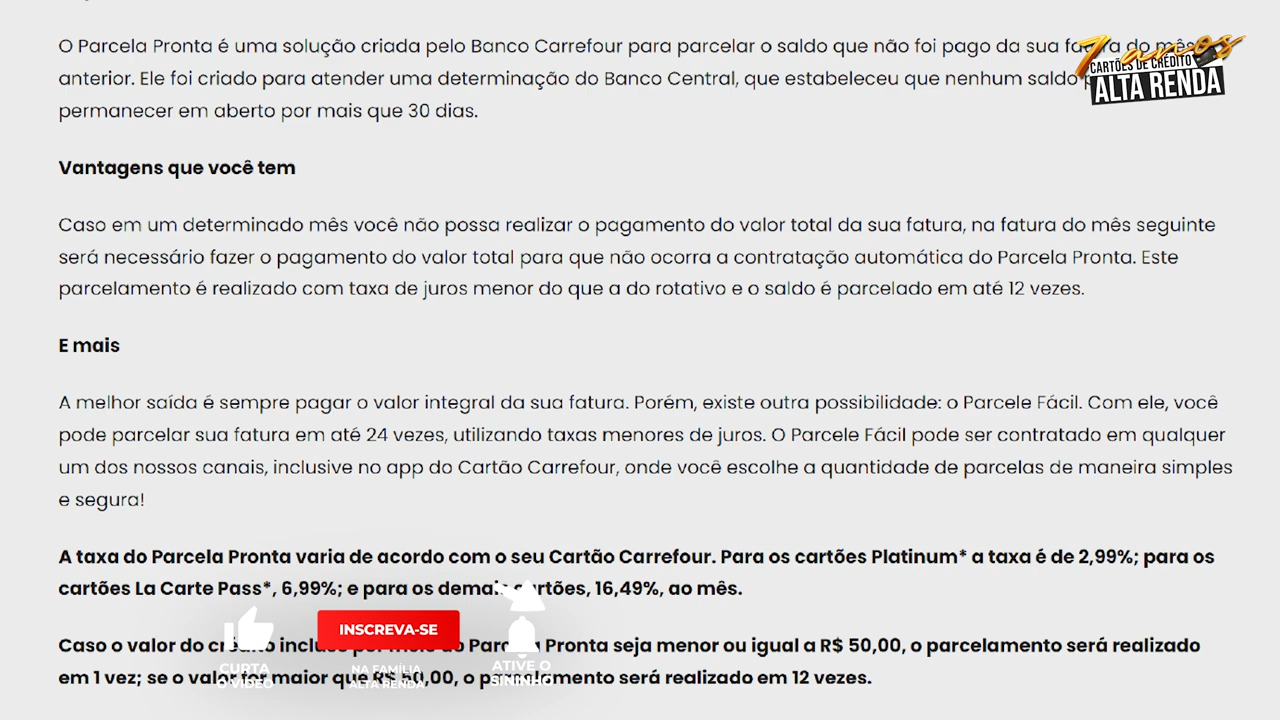 O Parcela Pronta é uma solução criada pelo Banco Carrefour para parcelar o saldo que não foi pago da sua fatura do mês
anterior. Ele foi criado para atender uma determinação do Banco Central, que estabeleceu que nenhum saldo
permanecer em aberto por mais que 30 dias.
7 anos
CARTÕES DE CRÉDITO
ALTA RENDA
Vantagens que você tem
Caso em um determinado mês você não possa realizar o pagamento do valor total da sua fatura, na fatura do mês seguinte
será necessário fazer o pagamento do valor total para que não ocorra a contratação automática do Parcela Pronta. Este
parcelamento é realizado com taxa de juros menor do que a do rotativo e o saldo é parcelado em até 12 vezes.
E mais
A melhor saída é sempre pagar o valor integral da sua fatura. Porém, existe outra possibilidade: o Parcele Fácil. Com ele, você
pode parcelar sua fatura em até 24 vezes, utilizando taxas menores de juros. O Parcele Fácil pode ser contratado em qualquer
um dos nossos canais, inclusive no app do Cartão Carrefour, onde você escolhe a quantidade de parcelas de maneira simples
e segura!
A taxa do Parcela Pronta varia de acordo com o seu Cartão Carrefour. Para os cartões Platinum* a taxa é de 2,99%; para os
cartões La Carte Pass*, 6,99%; e para os demais cartões, 16,49%, ao mês.
Caso o valor do crédito incluso por meio do Parcela Pronta seja menor ou igual a R$ 50,00, o parcelamento será realizado
em 1 vez; se o valor for maior que R$ 50,00, o parcelamento será realizado em 12 vezes.
CURTA
O VÍDEO
INSCREVA-SE
NA FAMÍLIA
ALTA RENDA
ATIVE O
SININHO